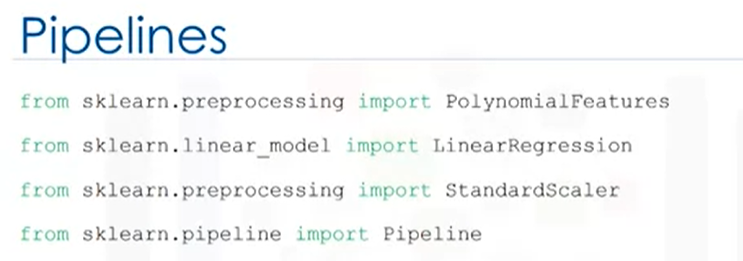 Pipelines
from sklearn.preprocessing import PolynomialFeatures
from sklearn.linear_model import LinearRegression
from sklearn.preprocessing import StandardScaler
from sklearn.pipeline import Pipeline